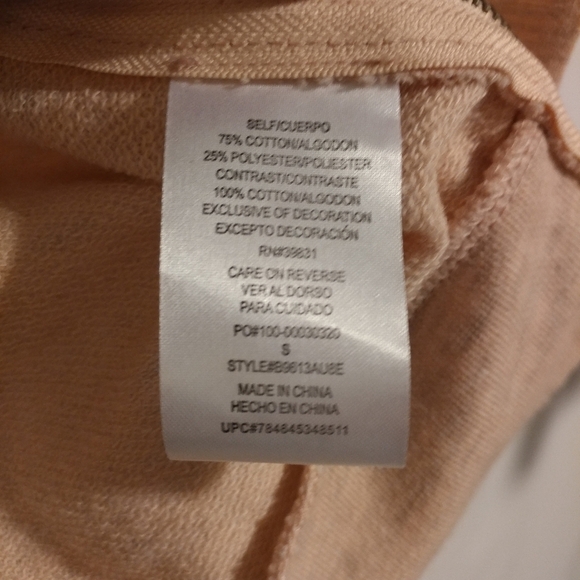 SELF/CUERPO
75% COTTON/ALGODON
25% POLYESTER/POLIESTER
CONTRAST/CONTRASTE
100% COTTON/ALGODON
EXCLUSIVE OF DECORATION
EXCEPTO DECORACIÓN
RN#39831
CARE ON REVERSE
VER AL DORSO
PARA CUIDADO
PO#100-00030320
S
STYLE#B9613AU8E
MADE IN CHINA
HECHO EN CHINA
UPC#784845348511